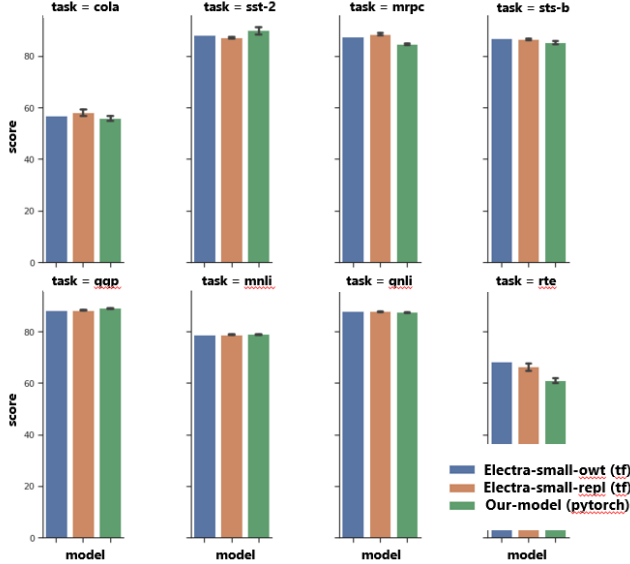 task = cola
task = sst-2
task = mrpc
task = sts-b
score
80
60
40
20
0
task = qqp
task = mnli
task = qnli
task = rte
score
80
60
40
20
0
Electra-small-owt (tf)
Electra-small-repl (tf)
Our-model (pytorch)
model
model
model